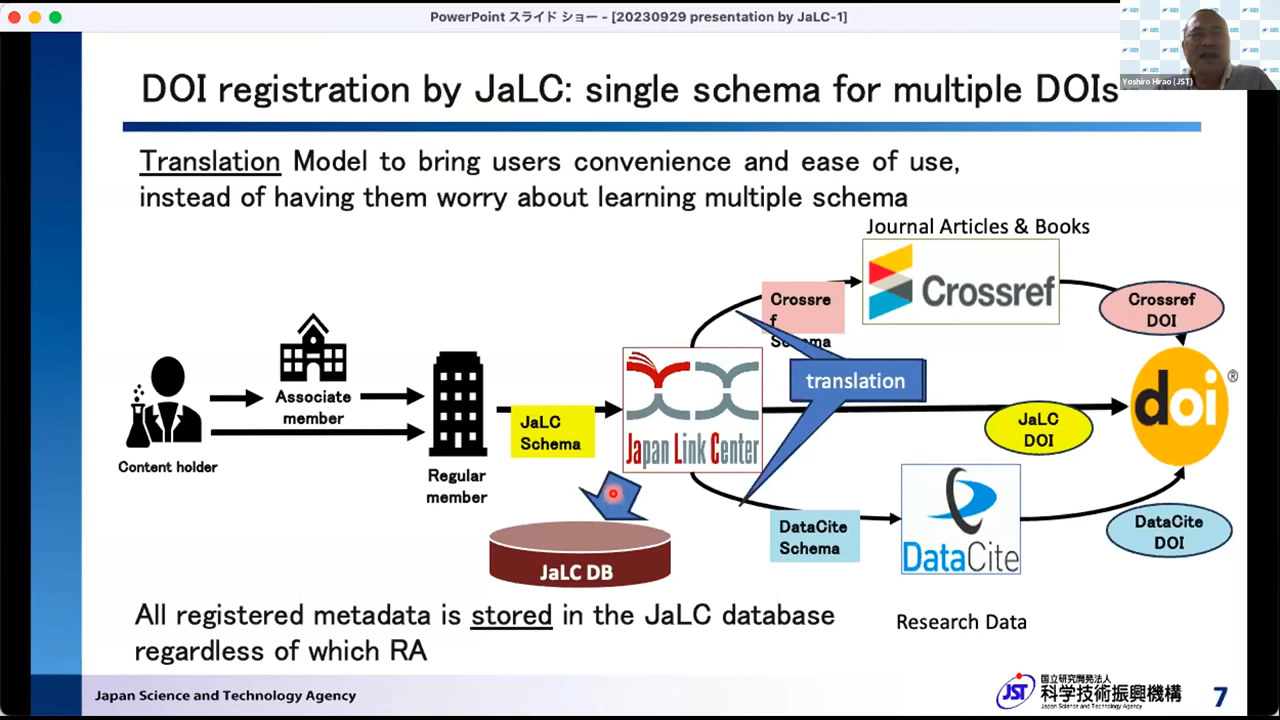 PowerPoint スライド ショー - [20230929 presentation by JaLC-1]
Yoshiro Hirao (JST)
DOI registration by JaLC: single schema for multiple DOIs
Translation Model to bring users convenience and ease of use,
instead of having them worry about learning multiple schema
Journal Articles & Books
Crossre
f
Schema
Crossref
Crossref
DOI
Associate
member
translation
doi
®
JaLC
Schema
Japan Link Center
JaLC
DOI
Content holder
Regular
member
DataCite
Schema
DataCite
DataCite
DOI
JaLC DB
All registered metadata is stored in the JaLC database
regardless of which RA
Research Data
Japan Science and Technology Agency
JST
国立研究開発法人
科学技術振興機構
Japan Science and Technology Agency
7